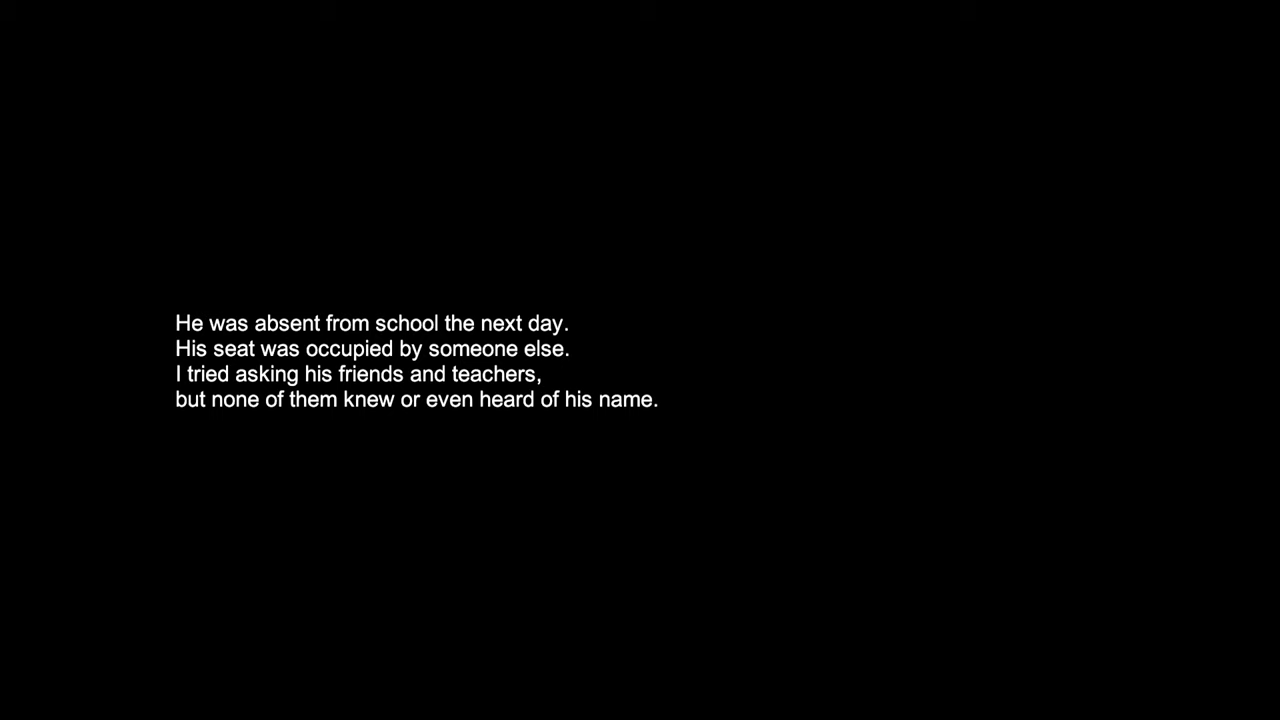 He was absent from school the next day.
His seat was occupied by someone else.
I tried asking his friends and teachers,
but none of them knew or even heard of his name.